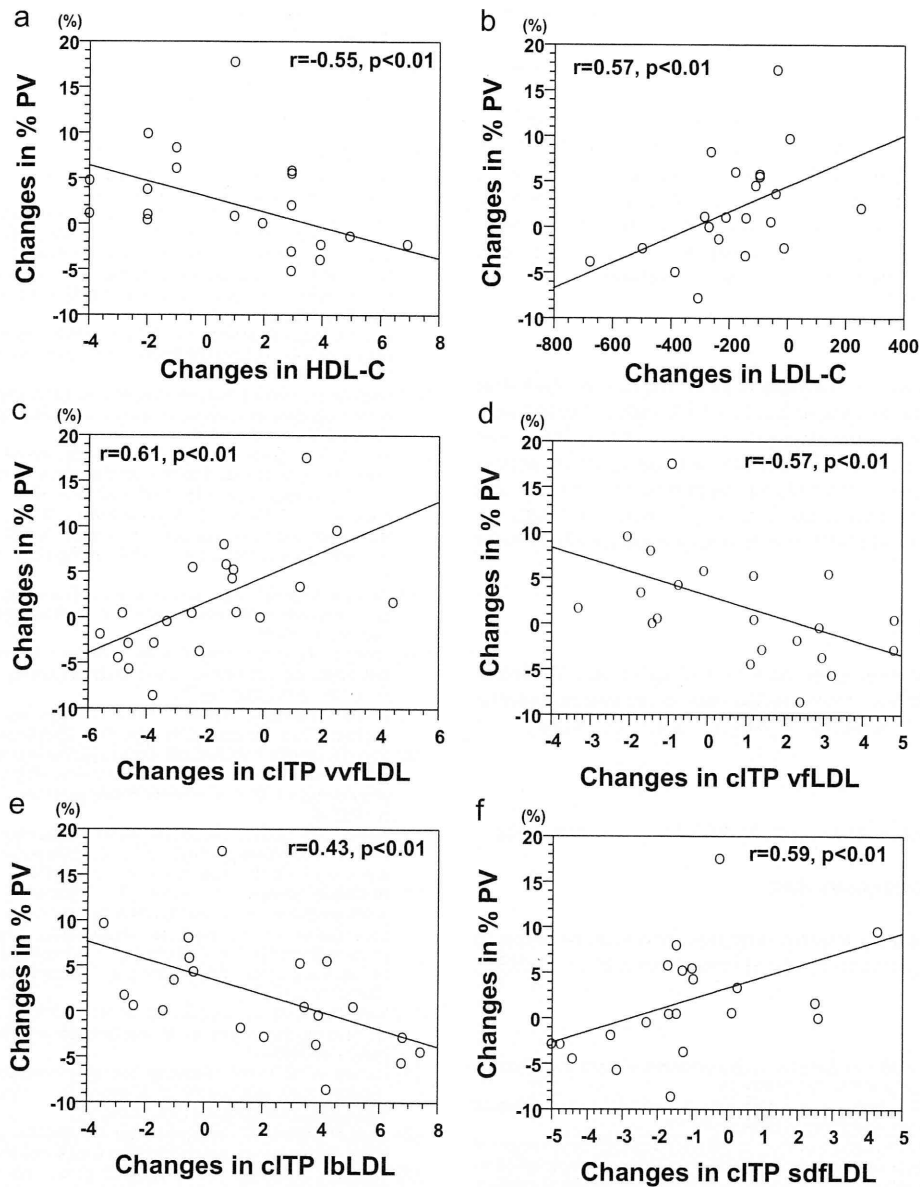 a
(%)
r=-0.55, p<0.01
Changes in % PV
20
15
10
5
0
-5
-10
-4 -2 0 2 4 6 8
Changes in HDL-C
b
(%)
r=0.57, p<0.01
Changes in % PV
20
15
10
5
0
-5
-10
-800 -600 -400 -200 0 200 400
Changes in LDL-C
c
(%)
r=0.61, p<0.01
Changes in % PV
20
15
10
5
0
-5
-10
-6 -4 -2 0 2 4 6
Changes in cITP vvfLDL
d
(%)
r=-0.57, p<0.01
Changes in % PV
20
15
10
5
0
-5
-10
-4 -3 -2 -1 0 1 2 3 4 5
Changes in cITP vfLDL
e
(%)
r=0.43, p<0.01
Changes in % PV
20
15
10
5
0
-5
-10
-4 -2 0 2 4 6 8
Changes in cITP lbLDL
f
(%)
r=0.59, p<0.01
Changes in % PV
20
15
10
5
0
-5
-10
-5 -4 -3 -2 -1 0 1 2 3 4 5
Changes in cITP sdfLDL